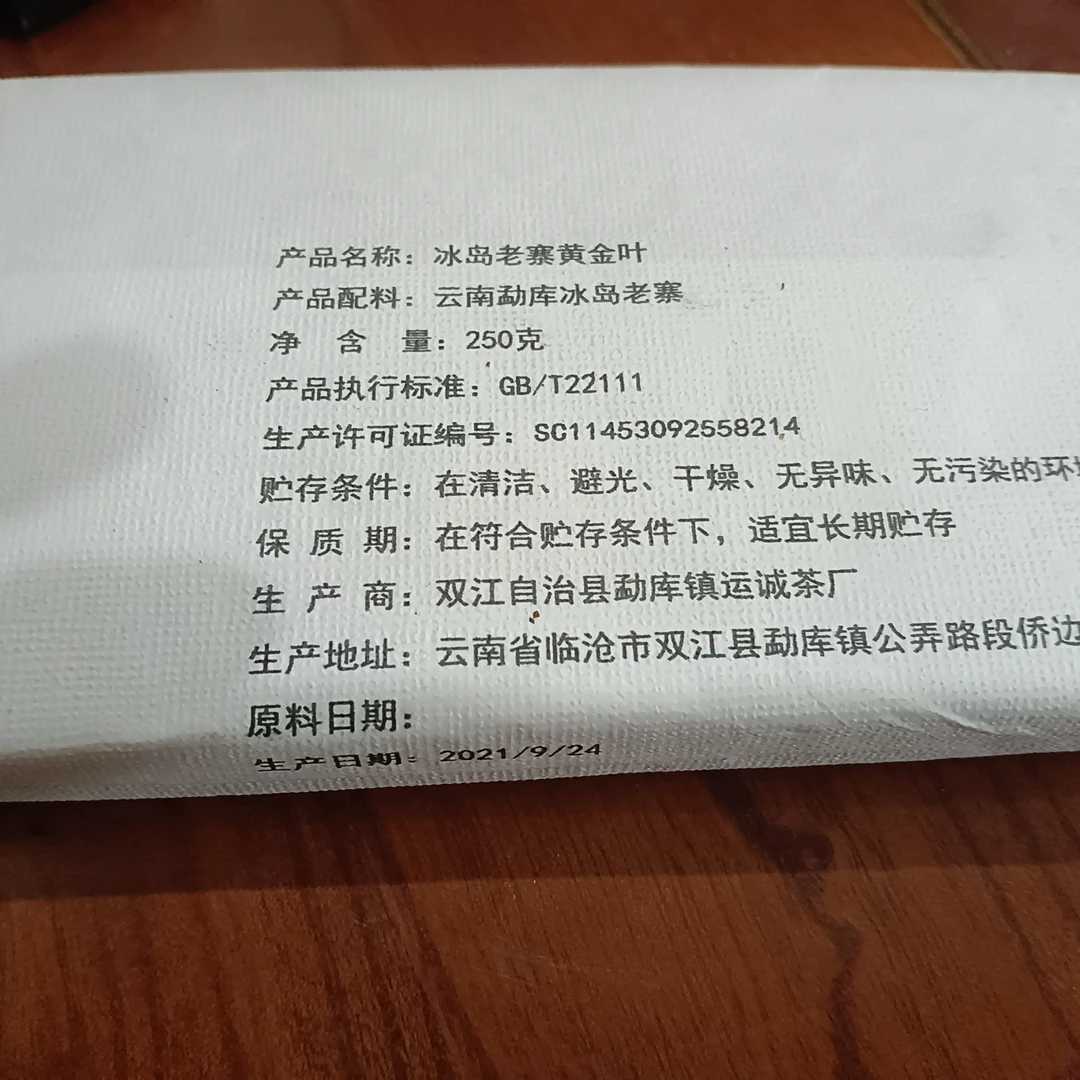 产品名称：冰岛老寨黄金叶
产品配料：云南勐库冰岛老寨
净 含 量：250克
产品执行标准：GB/T22111
生产许可证编号：SC11453092558214
贮存条件：在清洁、避光、干燥、无异味、无污染的环
保 质 期：在符合贮存条件下，适宜长期贮存
生 产 商：双江自治县勐库镇运诚茶厂
生产地址：云南省临沧市双江县勐库镇公弄路段侨边
原料日期：
生产日期：2021/9/24